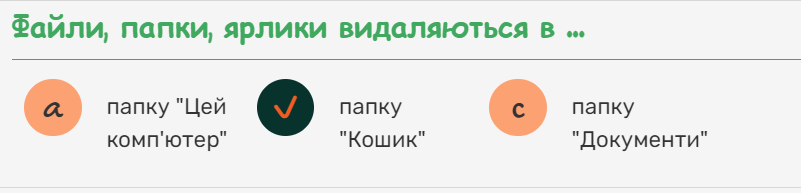 Файли, папки, ярлики видаляються в ...
a папку "Цей
комп'ютер"
папку
"Кошик"
c папку
"Документи"